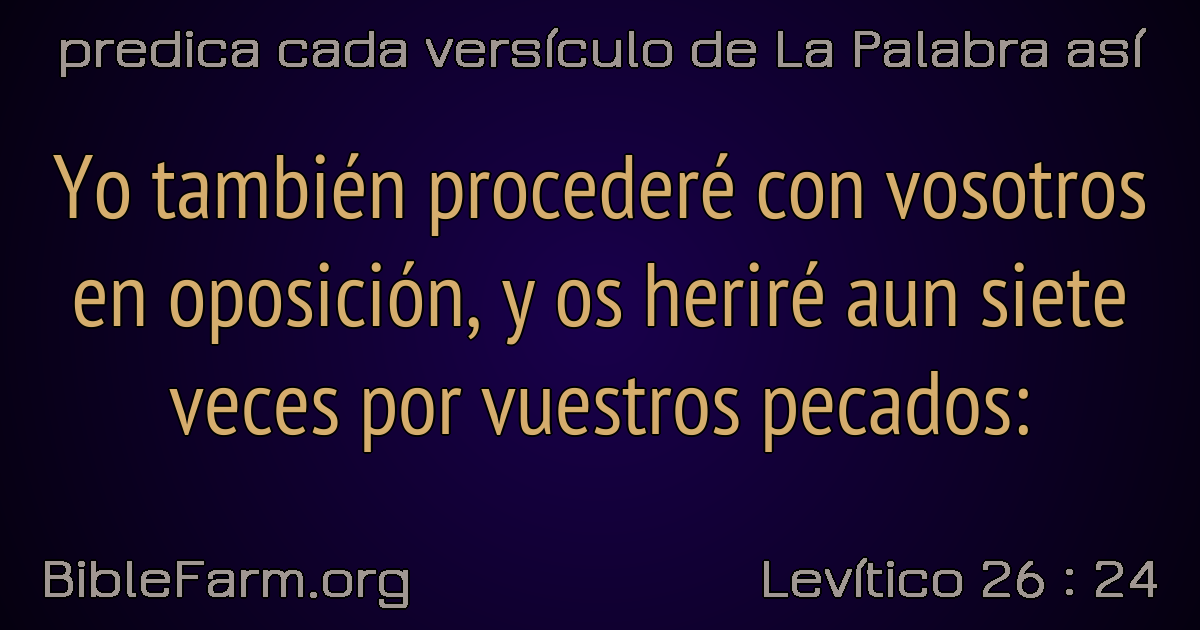 predica cada versículo de La Palabra así
Yo también procederé con vosotros
en oposición, y os heriré aun siete
veces por vuestros pecados:
BibleFarm.org
Levítico 26 : 24